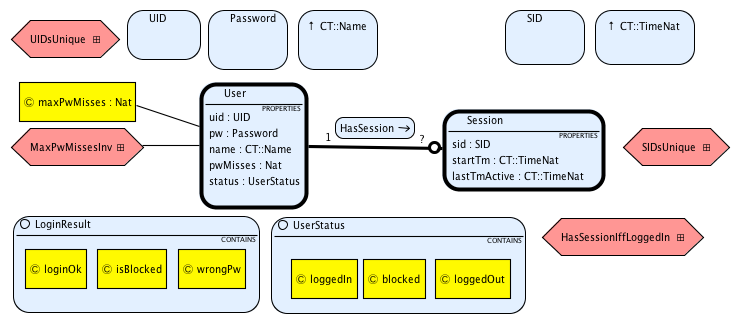 UIDsUnique ⊞
UID
Password
↑ CT::Name
SID
↑ CT::TimeNat
© maxPwMisses : Nat
MaxPwMissesInv ⊞
User
PROPERTIES
uid : UID
pw : Password
name : CT::Name
pwMisses : Nat
status : UserStatus
1
HasSession →
?
Session
PROPERTIES
sid : SID
startTm : CT::TimeNat
lastTmActive : CT::TimeNat
SIDsUnique ⊞
LoginResult
CONTAINS
© loginOk
© isBlocked
© wrongPw
UserStatus
CONTAINS
© loggedIn
© blocked
© loggedOut
HasSessionIffLoggedIn ⊞